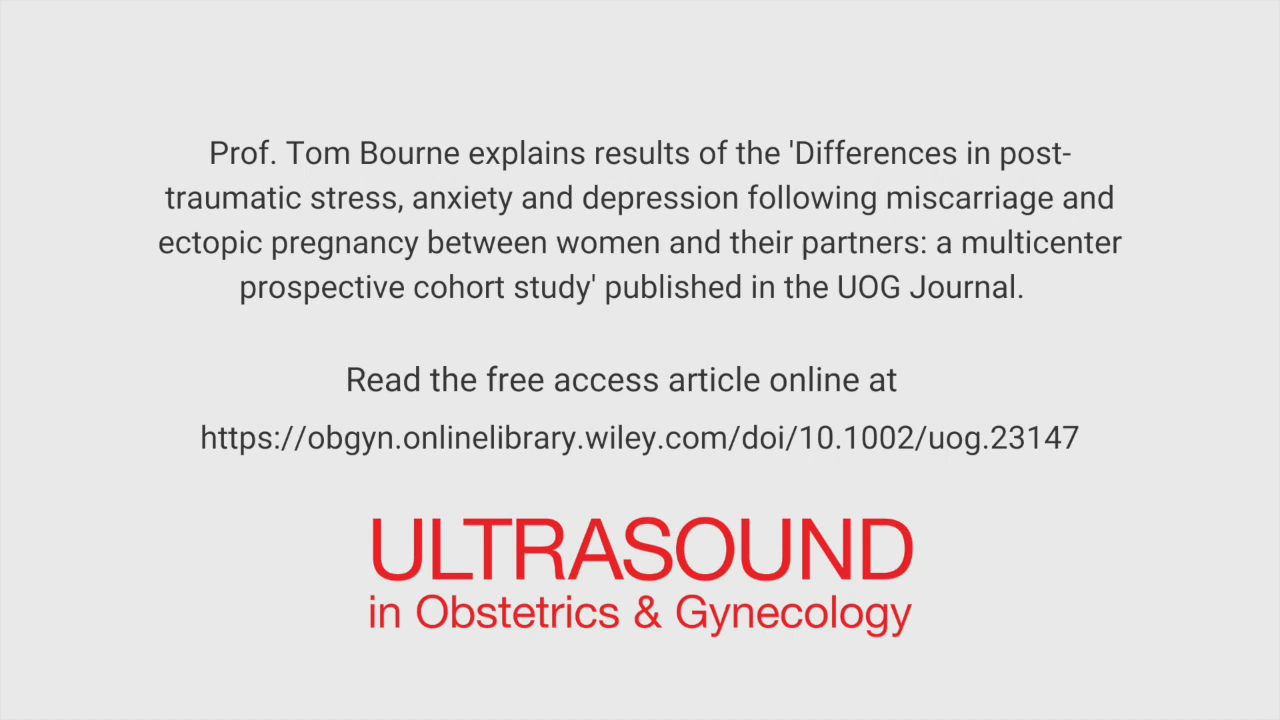 Prof. Tom Bourne explains results of the 'Differences in post-
traumatic stress, anxiety and depression following miscarriage and
ectopic pregnancy between women and their partners: a multicenter
prospective cohort study' published in the UOG Journal.
Read the free access article online at
https://obgyn.onlinelibrary.wiley.com/doi/10.1002/uog.23147
ULTRASOUND
in Obstetrics & Gynecology